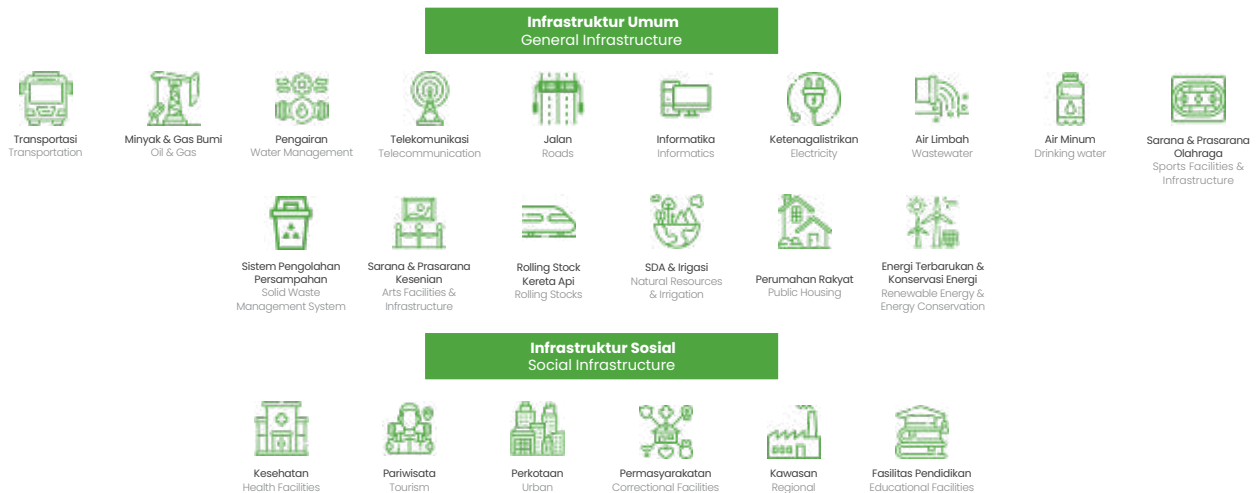 Infrastruktur Umum
General Infrastructure
Transportasi
Transportation
Minyak & Gas Bumi
Oil & Gas
Pengairan
Water Management
Telekomunikasi
Telecommunication
Jalan
Roads
Informatika
Informatics
Ketenagalistrikan
Electricity
Air Limbah
Wastewater
Air Minum
Drinking water
Sarana & Prasarana
Olahraga
Sports Facilities &
Infrastructure
Sistem Pengolahan
Persampahan
Solid Waste
Management System
Sarana & Prasarana
Kesenian
Arts Facilities &
Infrastructure
Rolling Stock
Kereta Api
Rolling Stocks
SDA & Irigasi
Natural Resources
& Irrigation
Perumahan Rakyat
Public Housing
Energi Terbarukan &
Konservasi Energi
Renewable Energy &
Energy Conservation
Infrastruktur Sosial
Social Infrastructure
Kesehatan
Health Facilities
Pariwisata
Tourism
Perkotaan
Urban
Permasyarakatan
Correctional Facilities
Kawasan
Regional
Fasilitas Pendidikan
Educational Facilities